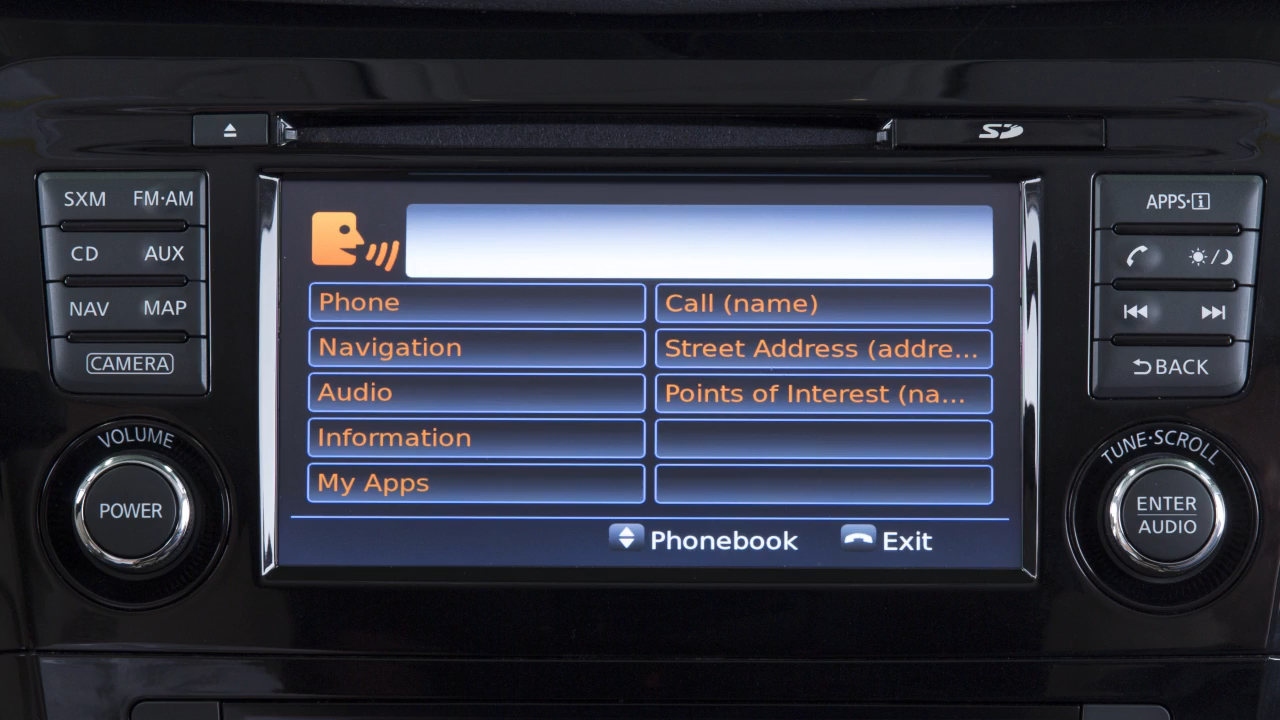 SD
SXM FM·AM
CD AUX
NAV MAP
CAMERA
VOLUME
POWER
Phone
Call (name)
Navigation
Street Address (addre...
Audio
Points of Interest (na...
Information
My Apps
Phonebook
Exit
APPS·i
BACK
TUNE·SCROLL
ENTER
AUDIO